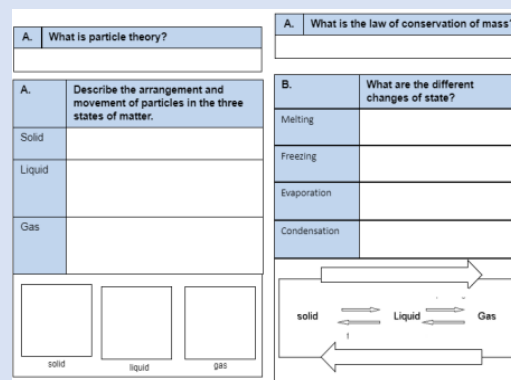 A. What is particle theory?
A. Describe the arrangement and
movement of particles in the three
states of matter.
Solid
Liquid
Gas
solid
liquid
gas
A. What is the law of conservation of mass?
B. What are the different
changes of state?
Melting
Freezing
Evaporation
Condensation
solid Liquid Gas